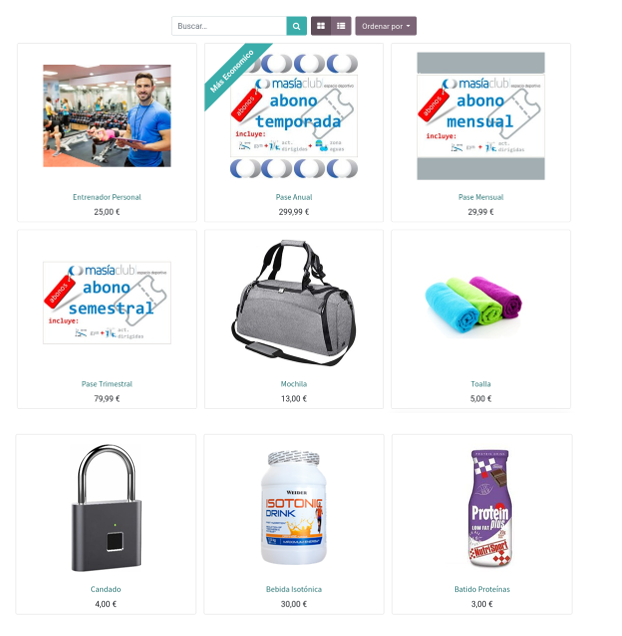 Buscar...
Ordenar por
Más Economico
masíaclub espacio deportivo
abonos
abono
temporada
incluye:
gym + act. dirigidas + zona aguas
masíaclub espacio deportivo
abonos
abono
mensual
incluye:
gym + act. dirigidas
Entrenador Personal
25,00 €
Pase Anual
299,99 €
Pase Mensual
29,99 €
masíaclub espacio deportivo
abonos
abono
semestral
incluye:
gym + act. dirigidas
Pase Trimestral
79,99 €
Mochila
13,00 €
Toalla
5,00 €
WEIDER
ISOTONIC
DRINK
PROTEIN DRINK
Protein
plus
LOW FAT
NutriSport
Candado
4,00 €
Bebida Isotónica
30,00 €
Batido Proteínas
3,00 €